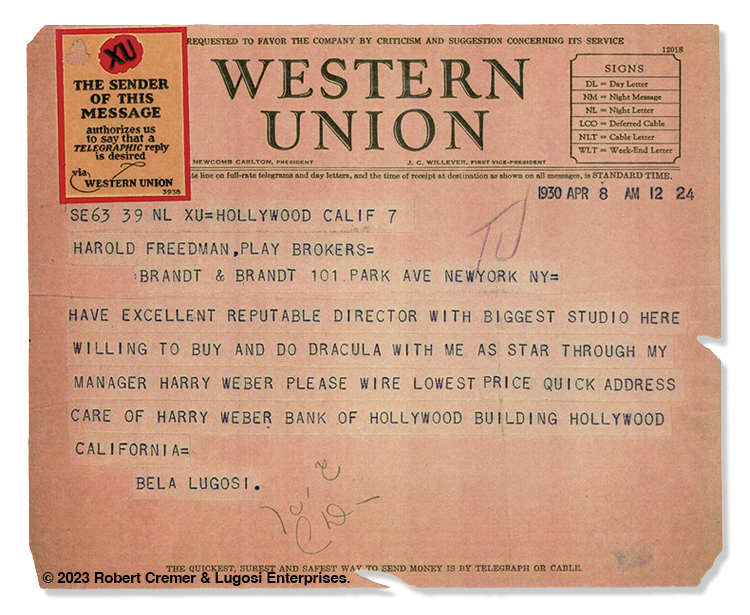 REQUESTED TO FAVOR THE COMPANY BY CRITICISM AND SUGGESTION CONCERNING ITS SERVICE
1201S
XU
THE SENDER
OF THIS
MESSAGE
authorizes us
to say that a
TELEGRAPHIC reply
is desired
via
WESTERN UNION
3938
WESTERN
UNION
NEWCOMB CARLTON, PRESIDENT
J. C. WILLEVER, FIRST VICE-PRESIDENT
SIGNS
DL = Day Letter
NM = Night Message
NL = Night Letter
LCO = Deferred Cable
NLT = Cable Letter
WLT = Week-End Letter
line on full-rate telegrams and day letters, and the time of receipt at destination as shown on all messages, is STANDARD TIME.
1930 APR 8 AM 12 24
SE63 39 NL XU=HOLLYWOOD CALIF 7
HAROLD FREEDMAN, PLAY BROKERS=
BRANDT & BRANDT 101 PARK AVE NEWYORK NY=
HAVE EXCELLENT REPUTABLE DIRECTOR WITH BIGGEST STUDIO HERE
WILLING TO BUY AND DO DRACULA WITH ME AS STAR THROUGH MY
MANAGER HARRY WEBER PLEASE WIRE LOWEST PRICE QUICK ADDRESS
CARE OF HARRY WEBER BANK OF HOLLYWOOD BUILDING HOLLYWOOD
CALIFORNIA=
BELA LUGOSI.
THE QUICKEST, SUREST AND SAFEST WAY TO SEND MONEY IS BY TELEGRAPH OR CABLE.
© 2023 Robert Cremer & Lugosi Enterprises.